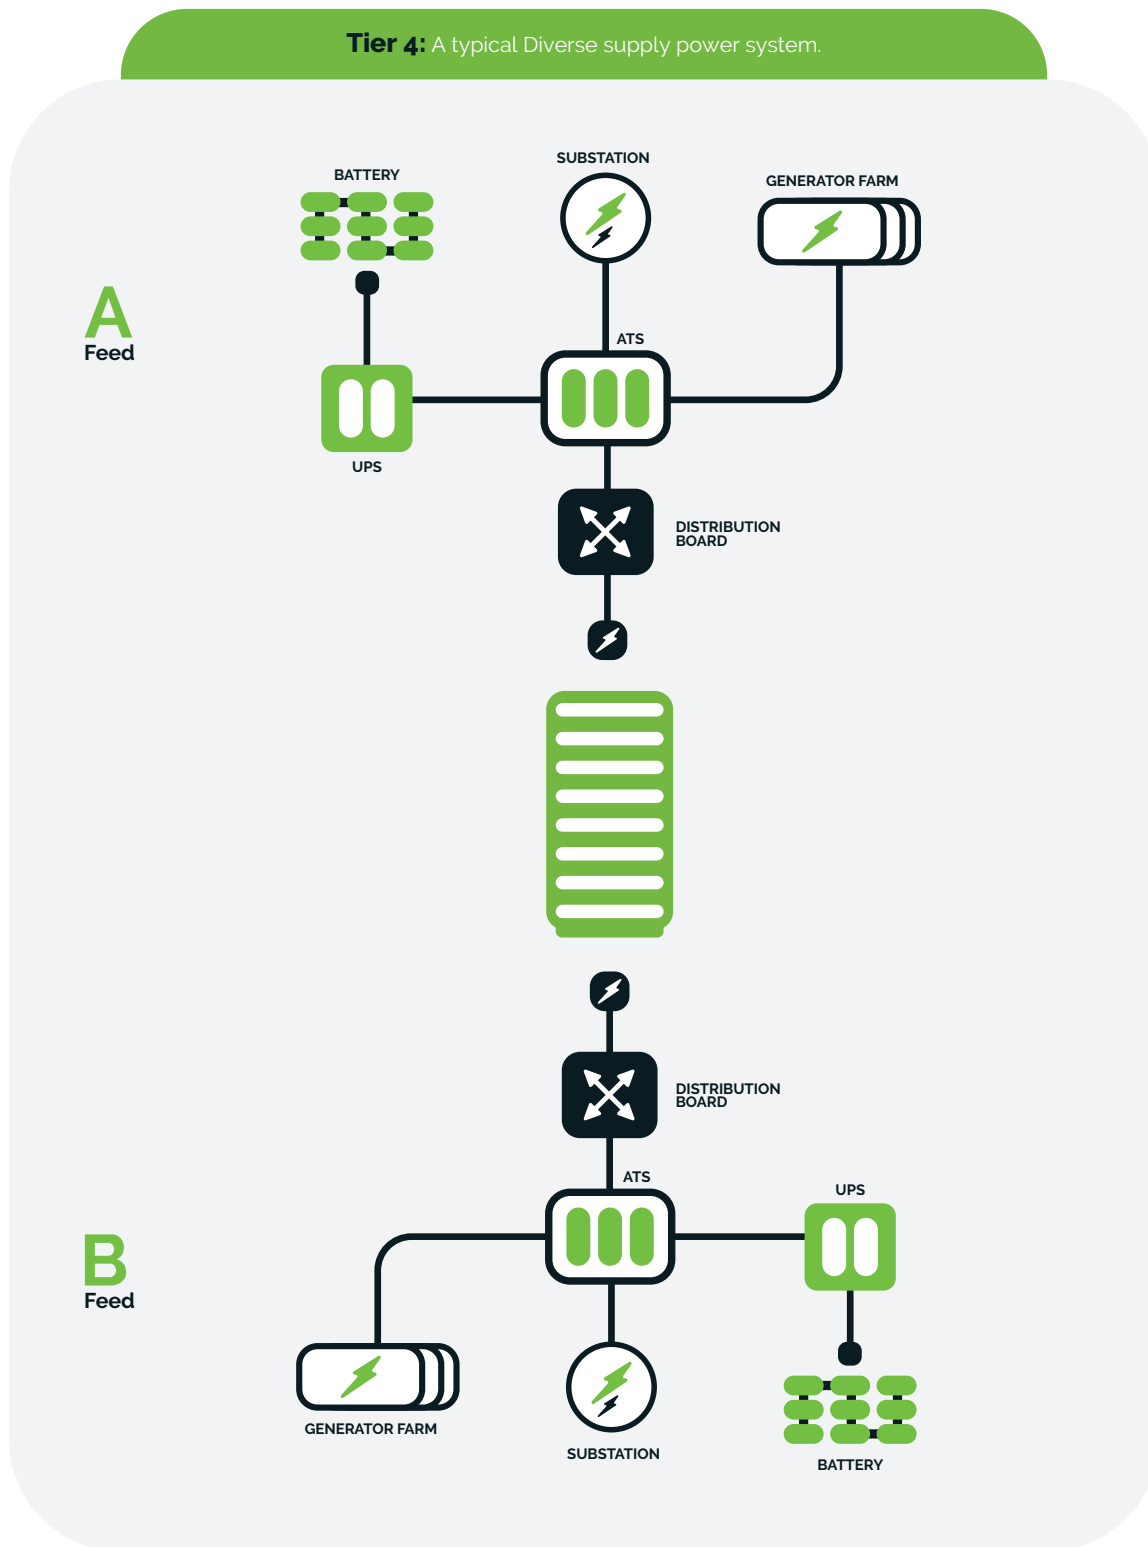 Tier 4: A typical Diverse supply power system.
SUBSTATION
BATTERY
GENERATOR FARM
A
Feed
ATS
UPS
DISTRIBUTION
BOARD
DISTRIBUTION
BOARD
ATS
UPS
B
Feed
GENERATOR FARM
SUBSTATION
BATTERY